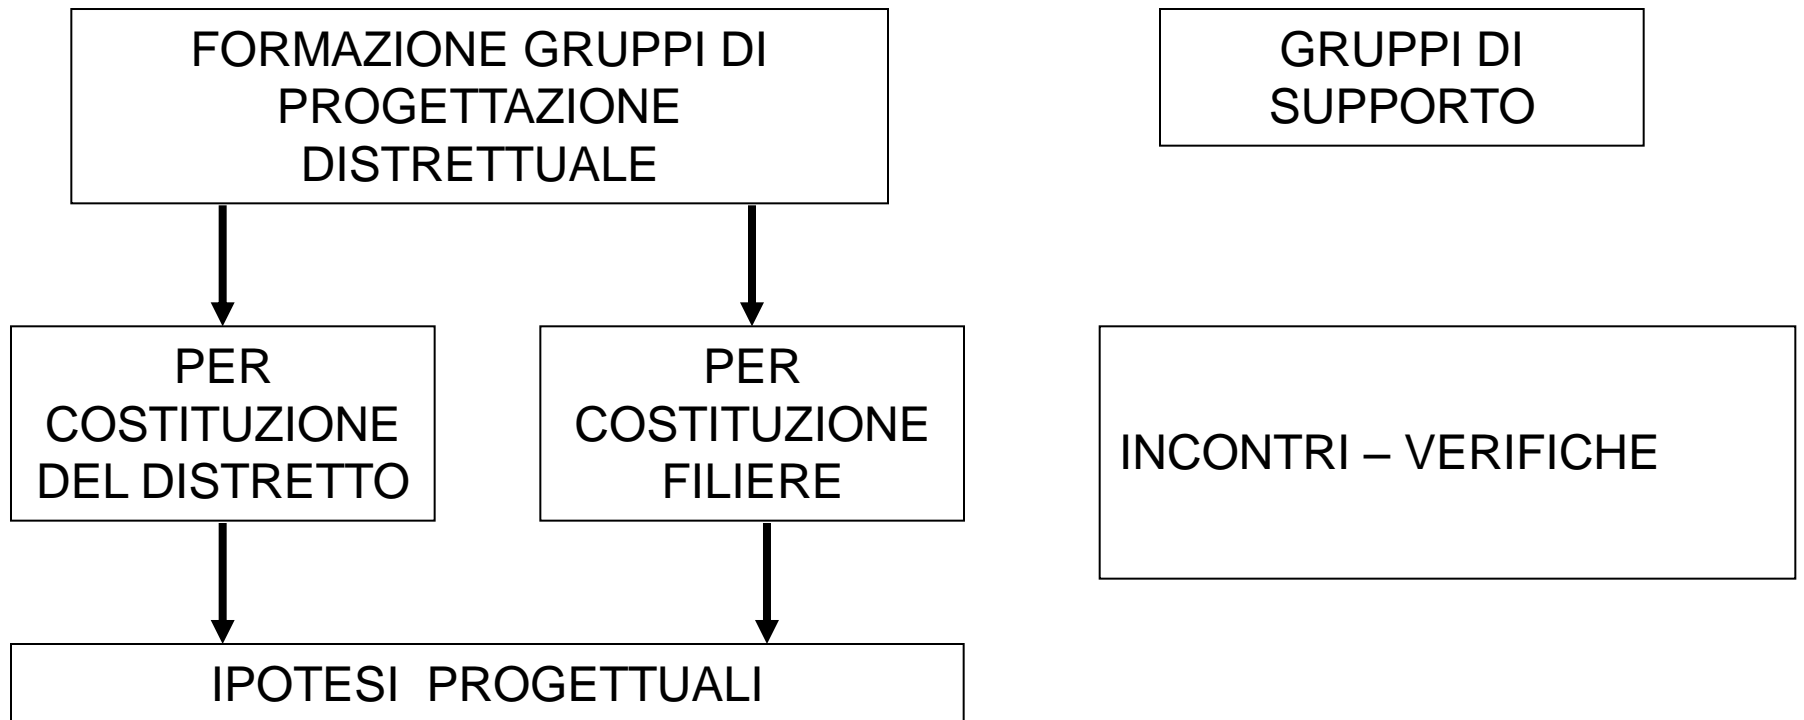 FORMAZIONE GRUPPI DI
PROGETTAZIONE
DISTRETTUALE
GRUPPI DI
SUPPORTO
PER
COSTITUZIONE
DEL DISTRETTO
PER
COSTITUZIONE
FILIERE
INCONTRI – VERIFICHE
IPOTESI PROGETTUALI